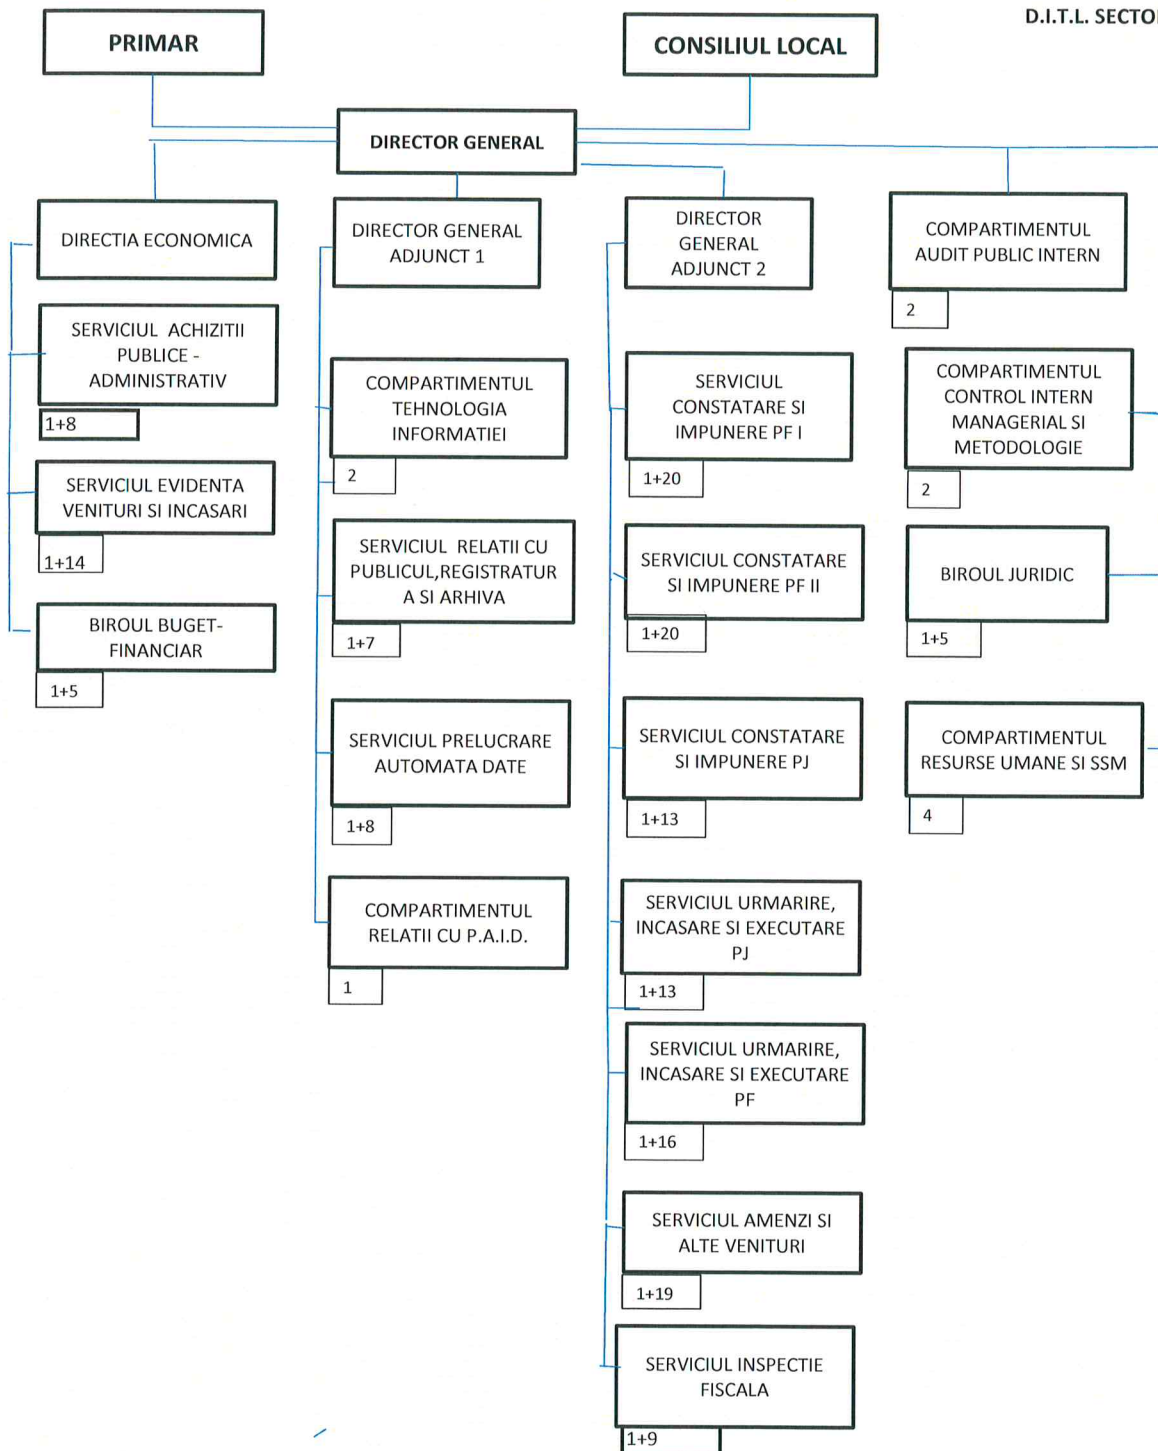 D.I.T.L. SECTOR
PRIMAR
CONSILIUL LOCAL
DIRECTOR GENERAL
DIRECTIA ECONOMICA
SERVICIUL ACHIZITII
PUBLICE -
ADMINISTRATIV
1+8
SERVICIUL EVIDENTA
VENITURI SI INCASARI
1+14
BIROUL BUGET-
FINANCIAR
1+5
DIRECTOR GENERAL
ADJUNCT 1
COMPARTIMENTUL
TEHNOLOGIA
INFORMATIEI
2
SERVICIUL RELATII CU
PUBLICUL,REGISTRATUR
A SI ARHIVA
1+7
SERVICIUL PRELUCRARE
AUTOMATA DATE
1+8
COMPARTIMENTUL
RELATII CU P.A.I.D.
1
DIRECTOR
GENERAL
ADJUNCT 2
SERVICIUL
CONSTATARE SI
IMPUNERE PF I
1+20
SERVICIUL CONSTATARE
SI IMPUNERE PF II
1+20
SERVICIUL CONSTATARE
SI IMPUNERE PJ
1+13
SERVICIUL URMARIRE,
INCASARE SI EXECUTARE
PJ
1+13
SERVICIUL URMARIRE,
INCASARE SI EXECUTARE
PF
1+16
SERVICIUL AMENZI SI
ALTE VENITURI
1+19
SERVICIUL INSPECTIE
FISCALA
1+9
COMPARTIMENTUL
AUDIT PUBLIC INTERN
2
COMPARTIMENTUL
CONTROL INTERN
MANAGERIAL SI
METODOLOGIE
2
BIROUL JURIDIC
1+5
COMPARTIMENTUL
RESURSE UMANE SI SSM
4